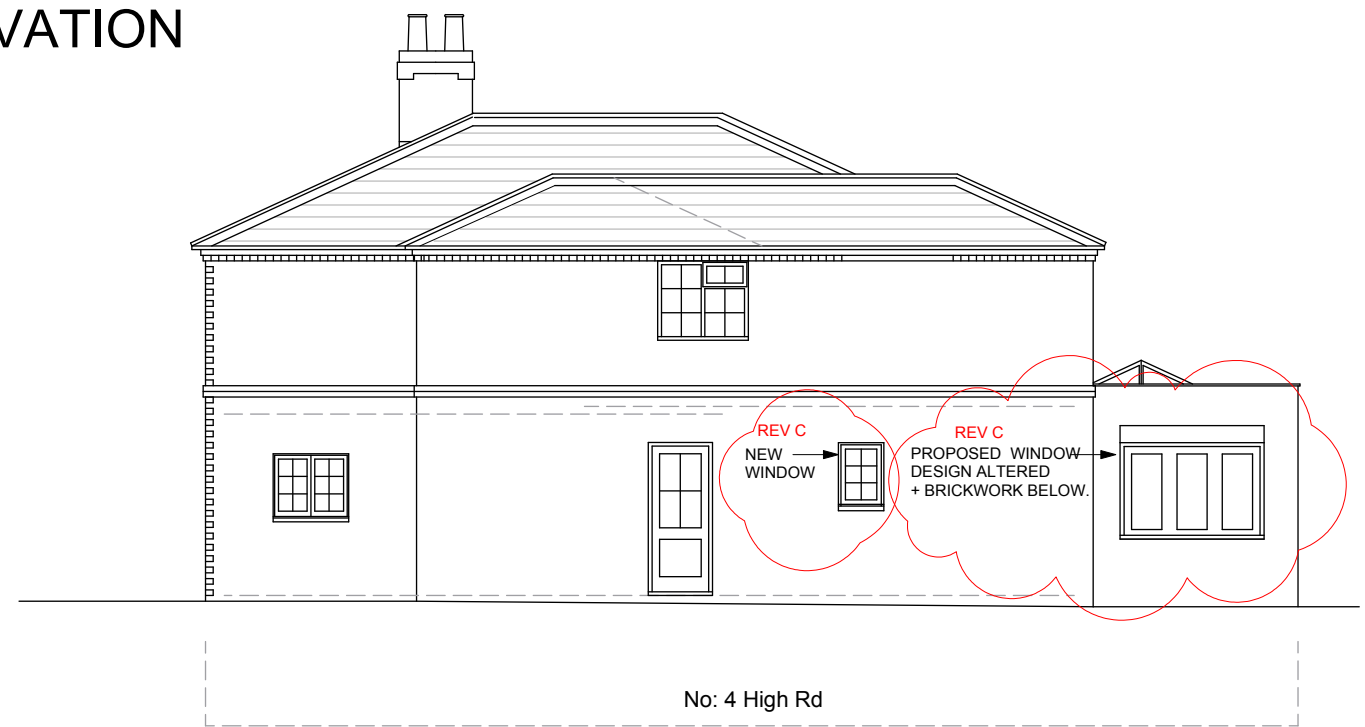 VATION
REV C
NEW
WINDOW
REV C
PROPOSED WINDOW
DESIGN ALTERED
+ BRICKWORK BELOW.
No: 4 High Rd